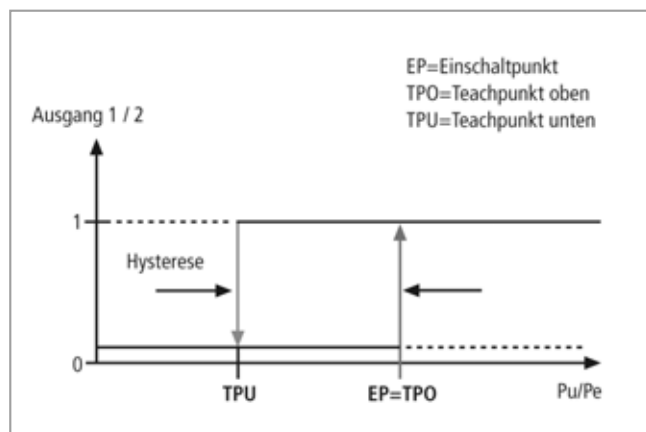 EP=Einschaltpunkt
TPO=Teachpunkt oben
TPU=Teachpunkt unten
Ausgang 1 / 2
1
Hysterese
0
TPU
EP=TPO
Pu/Pe